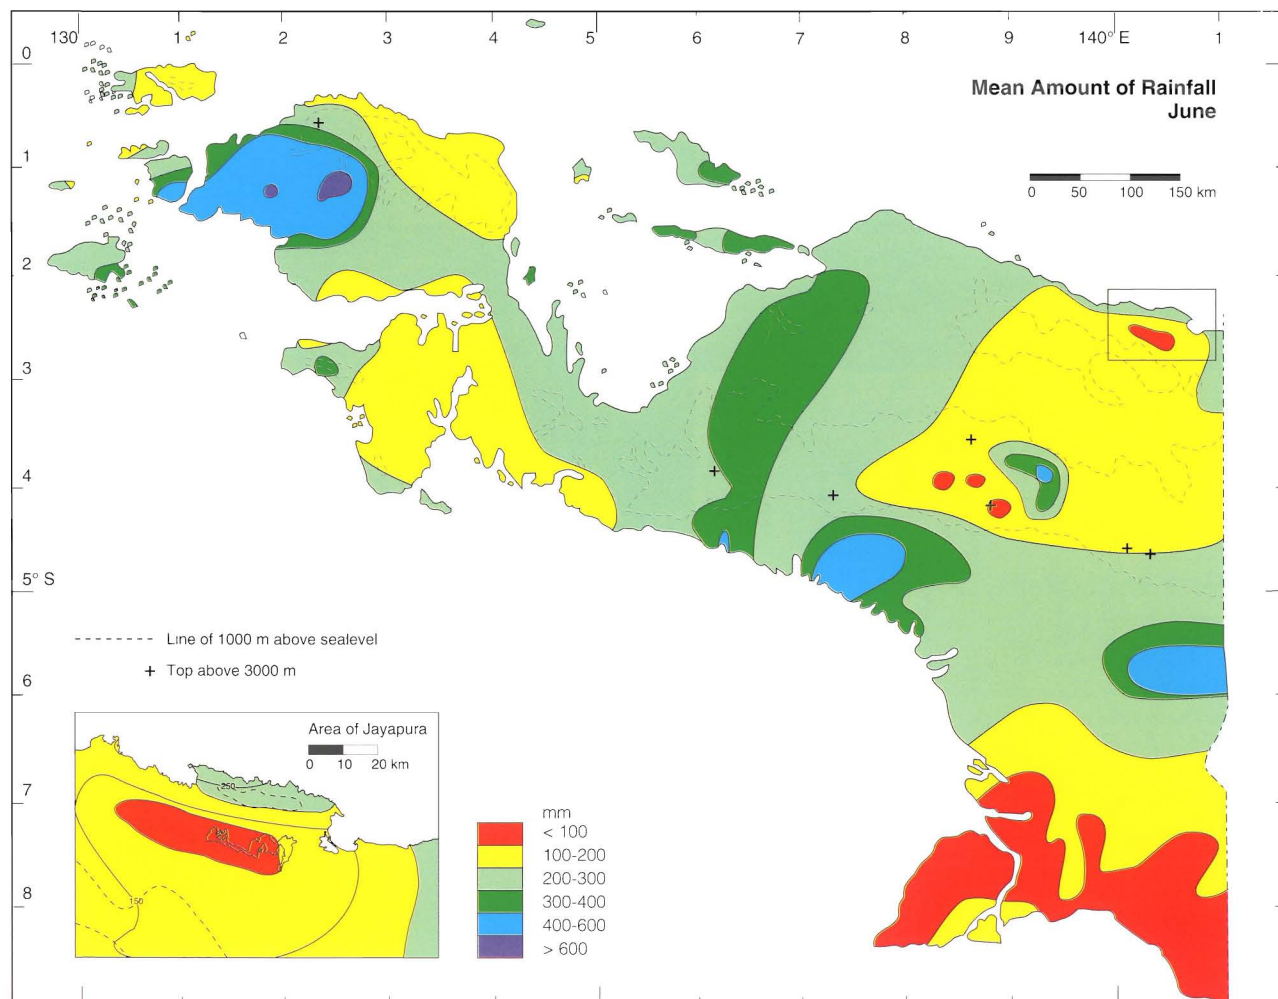 130 1 2 3 4 5 6 7 8 9 140° E 1
0
1
2
3
4
5° S
6
7
8
Mean Amount of Rainfall
June
0 50 100 150 km
Line of 1000 m above sealevel
+ Top above 3000 m
Area of Jayapura
0 10 20 km
250
150
mm
< 100
100-200
200-300
300-400
400-600
> 600